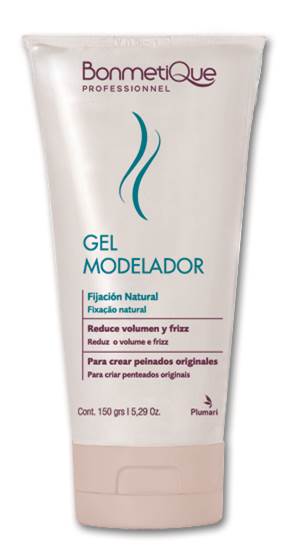 BonmetiQue
PROFESSIONNEL
GEL
MODELADOR
Fijación Natural
Fixação natural
Reduce volumen y frizz
Reduz o volume e frizz
Para crear peinados originales
Para criar penteados originais
Cont. 150 grs | 5,29 Oz.
Plumari